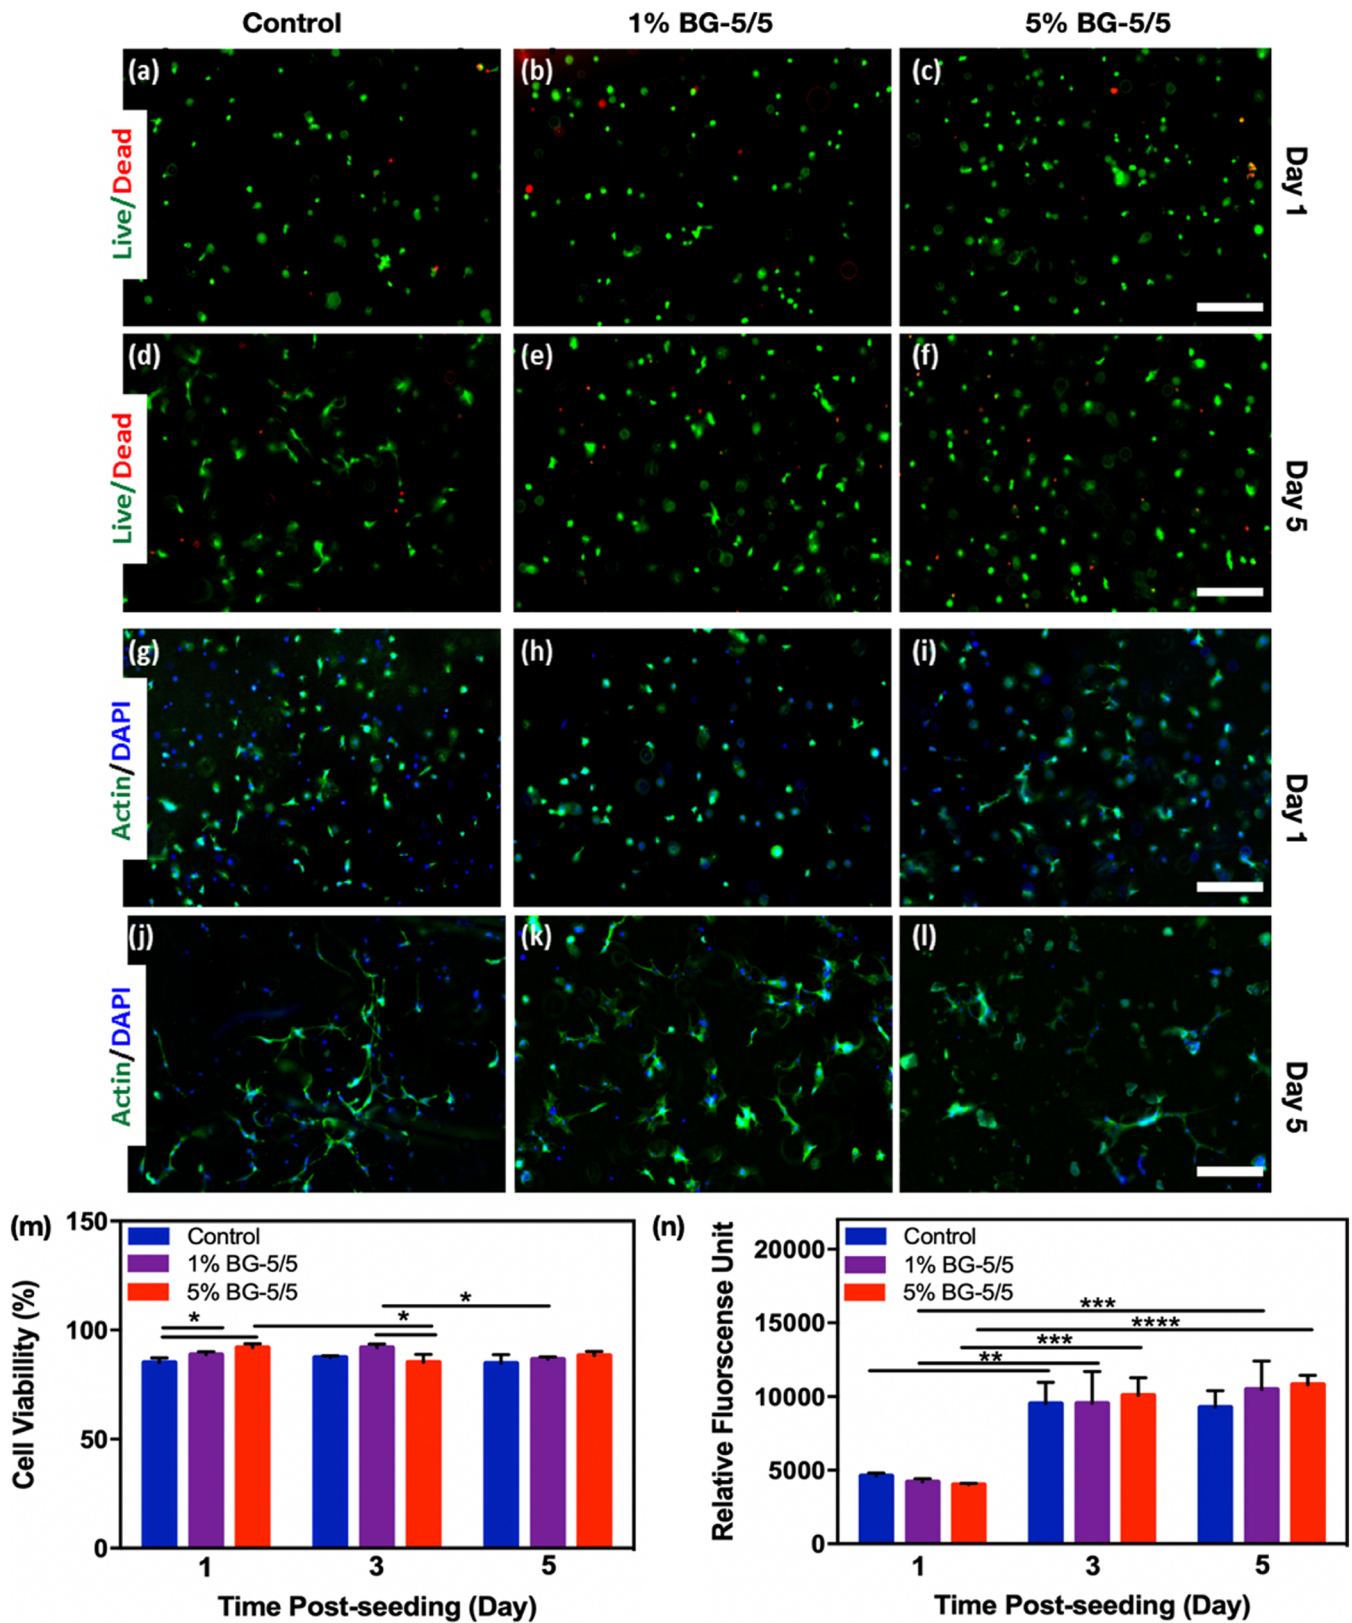 Control 1% BG-5/5 5% BG-5/5
(a) (b) (c)
Live/Dead
Day 1
(d) (e) (f)
Live/Dead
Day 5
(g) (h) (i)
Actin/DAPI
Day 1
(j) (k) (l)
Actin/DAPI
Day 5
(m)
Cell Viability (%)
150
100
50
0
Control
1% BG-5/5
5% BG-5/5
*
*
*
1 3 5
Time Post-seeding (Day)
(n)
Relative Fluorescense Unit
20000
15000
10000
5000
0
Control
1% BG-5/5
5% BG-5/5
***
****
***
**
1 3 5
Time Post-seeding (Day)